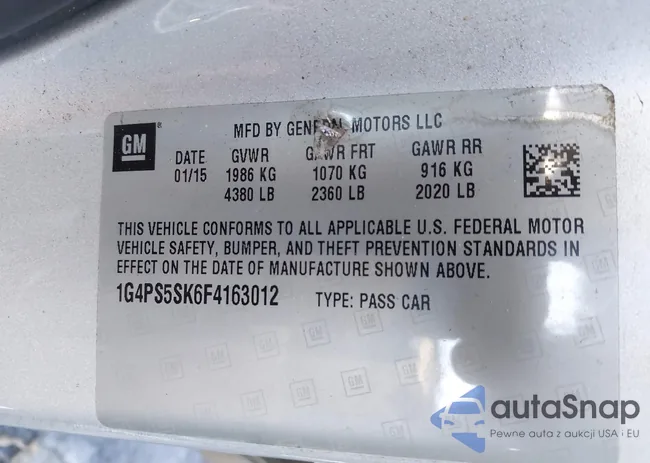 GM
MFD BY GENERAL MOTORS LLC
DATE GVWR GAWR FRT GAWR RR
01/15 1986 KG 1070 KG 916 KG
4380 LB 2360 LB 2020 LB
THIS VEHICLE CONFORMS TO ALL APPLICABLE U.S. FEDERAL MOTOR
VEHICLE SAFETY, BUMPER, AND THEFT PREVENTION STANDARDS IN
EFFECT ON THE DATE OF MANUFACTURE SHOWN ABOVE.
1G4PS5SK6F4163012 TYPE: PASS CAR
GM
autaSnap
Pewne auta z aukcji USA • EU